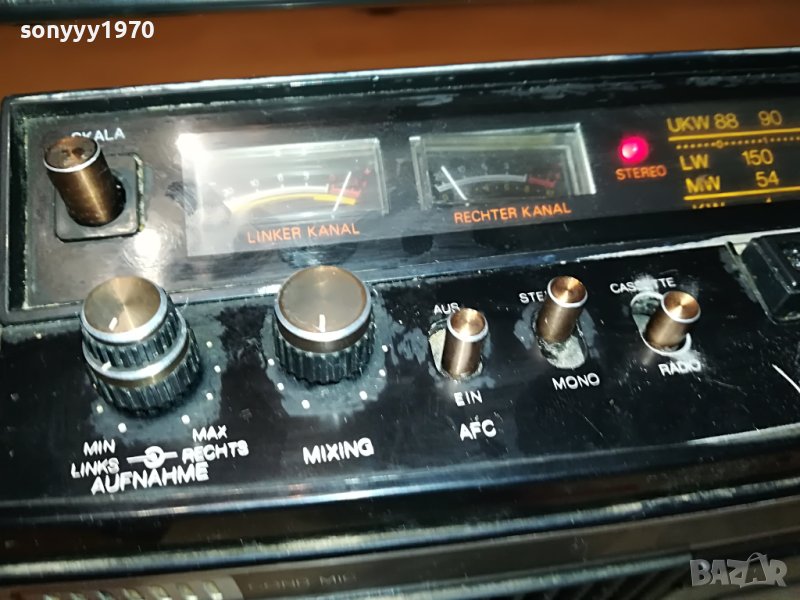 sonyyy1970
SKALA
LINKER KANAL
RECHTER KANAL
STEREO
UKW 88 90
LW 150
MW 54
AUS
EIN
AFC
MONO
CASSETTE
RADIO
MIN MAX
LINKS RECHTS
AUFNAHME
MIXING
BAZAR